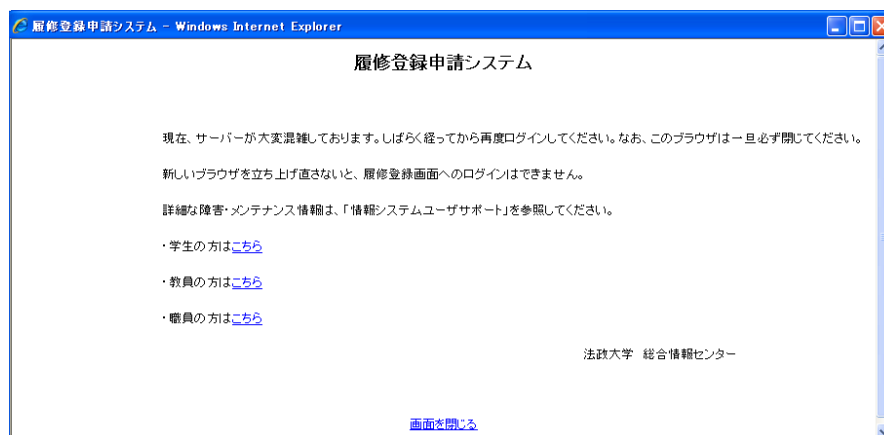 履修登録申請システム - Windows Internet Explorer
履修登録申請システム
現在、サーバーが大変混雑しております。しばらく経ってから再度ログインしてください。なお、このブラウザは一旦必ず閉じてください。
新しいブラウザを立ち上げ直さないと、履修登録画面へのログインはできません。
詳細な障害・メンテナンス情報は、「情報システムユーザサポート」を参照してください。
・学生の方はこちら
・教員の方はこちら
・職員の方はこちら
法政大学 総合情報センター
画面を閉じる